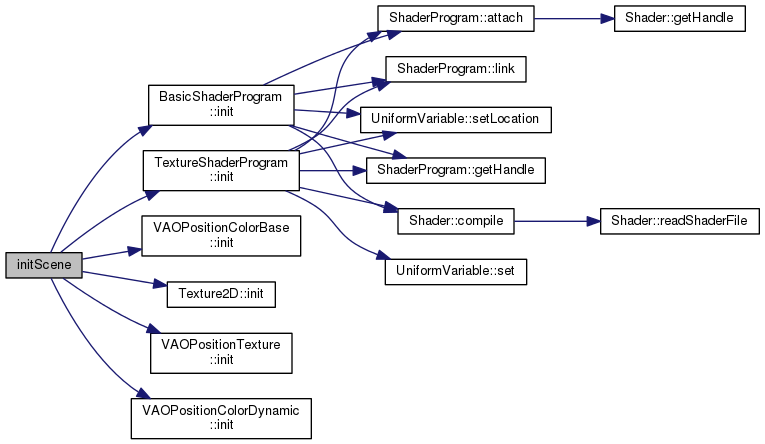 initScene
BasicShaderProgram
::init
TextureShaderProgram
::init
VAOPositionColorBase
::init
Texture2D::init
VAOPositionTexture
::init
VAOPositionColorDynamic
::init
ShaderProgram::attach
ShaderProgram::link
UniformVariable::setLocation
ShaderProgram::getHandle
Shader::compile
UniformVariable::set
Shader::getHandle
Shader::readShaderFile